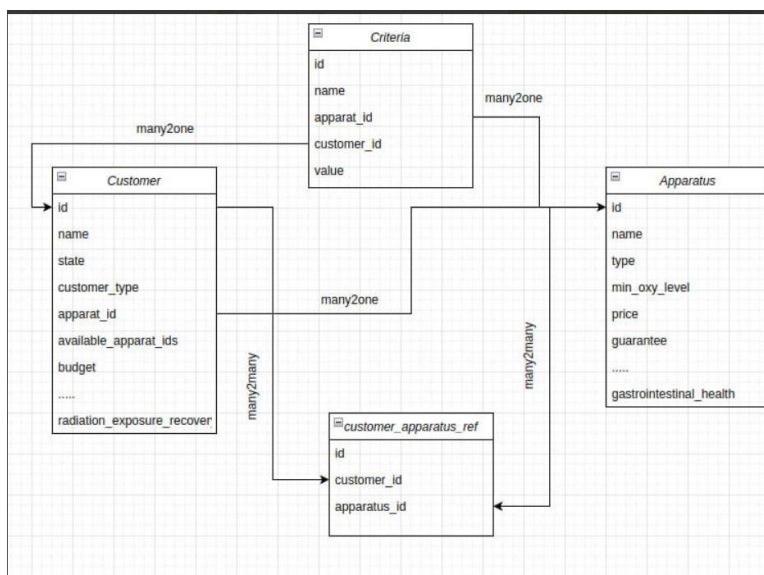 Criteria
id
name
apparat_id
customer_id
value
many2one
many2one
Customer
id
name
state
customer_type
apparat_id
available_apparat_ids
budget
.....
radiation_exposure_recovery
many2one
many2many
many2many
Apparatus
id
name
type
min_oxy_level
price
guarantee
.....
gastrointestinal_health
customer_apparatus_ref
id
customer_id
apparatus_id